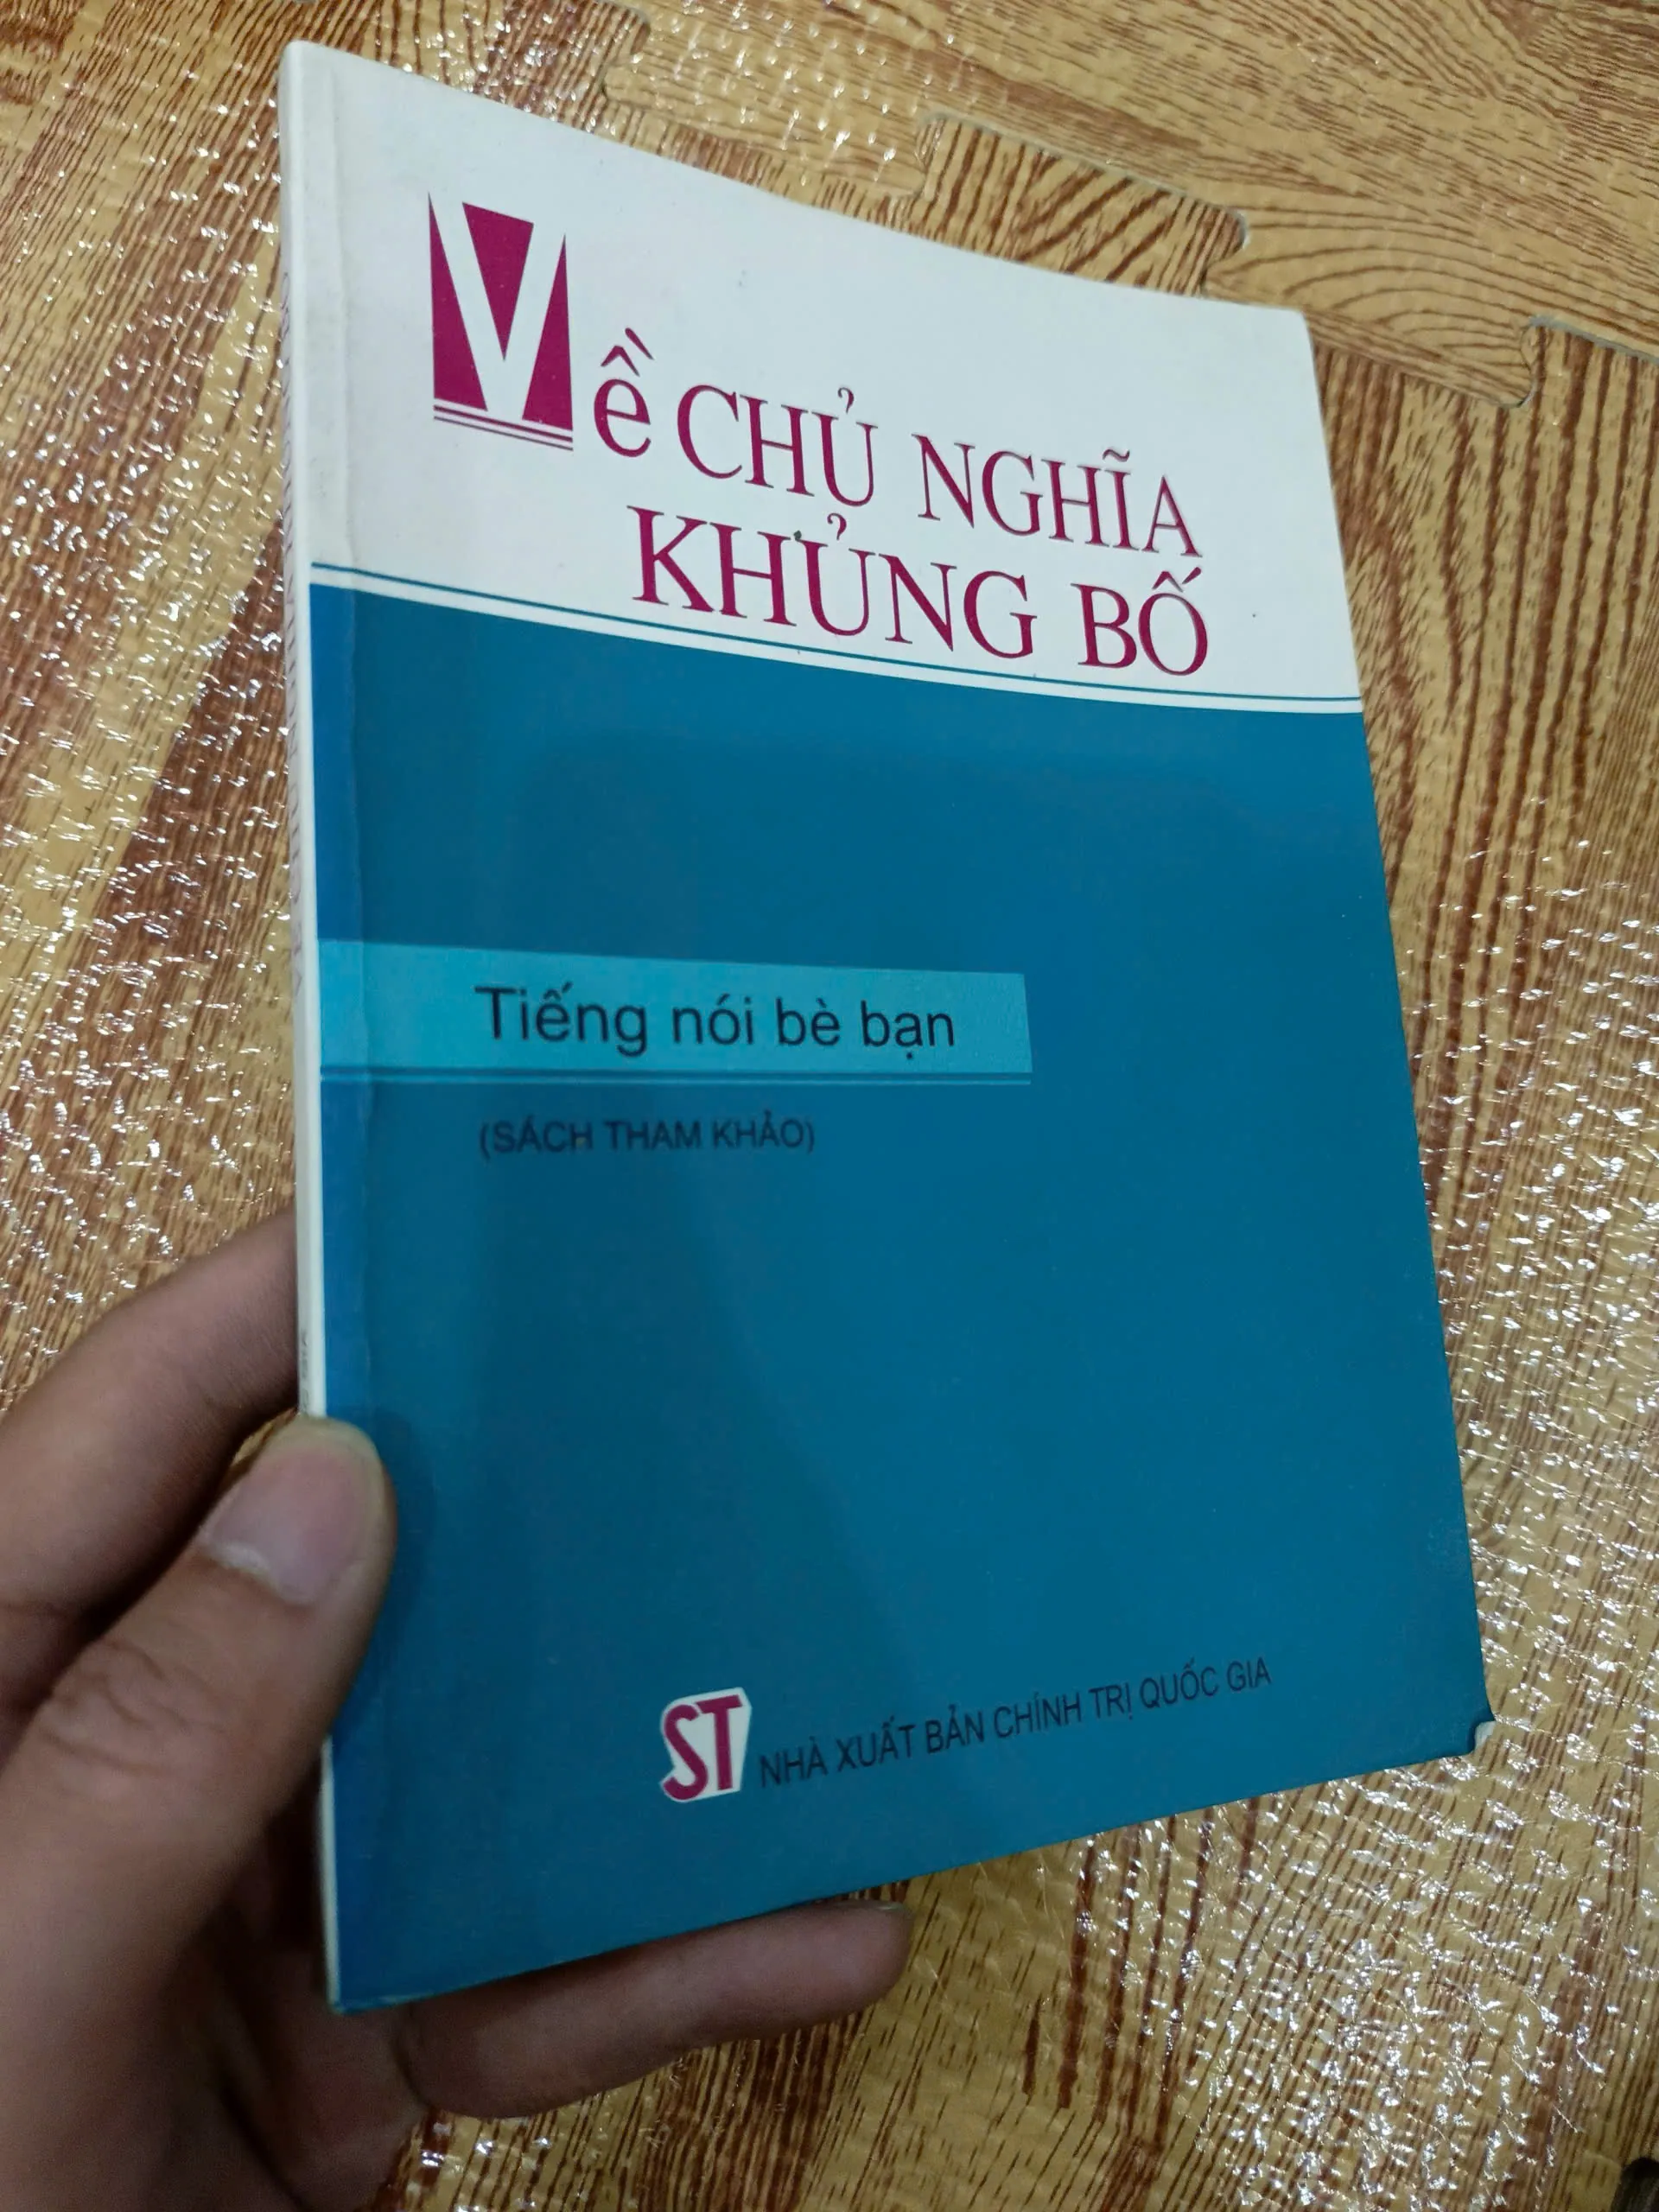 Về CHỦ NGHĨA
KHỦNG BỐ
Tiếng nói bè bạn
(SÁCH THAM KHẢO)
ST NHÀ XUẤT BẢN CHÍNH TRỊ QUỐC GIA